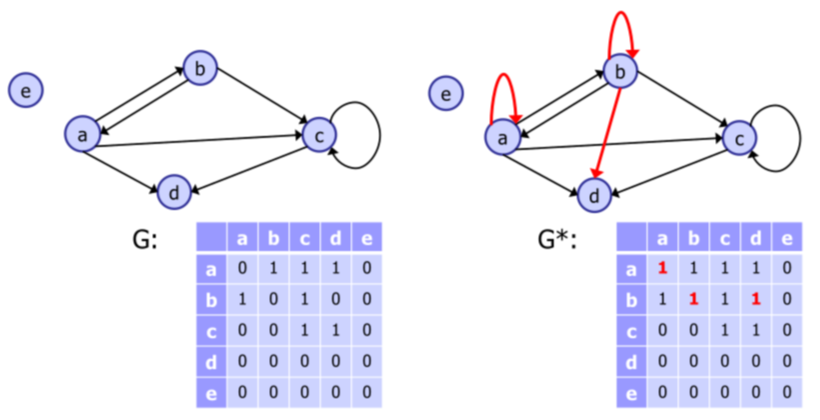 e
b
a
c
d
e
b
a
c
d
G:
a b c d e
a 0 1 1 1 0
b 1 0 1 0 0
c 0 0 1 1 0
d 0 0 0 0 0
e 0 0 0 0 0
G*:
a b c d e
a 1 1 1 1 0
b 1 1 1 1 0
c 0 0 1 1 0
d 0 0 0 0 0
e 0 0 0 0 0